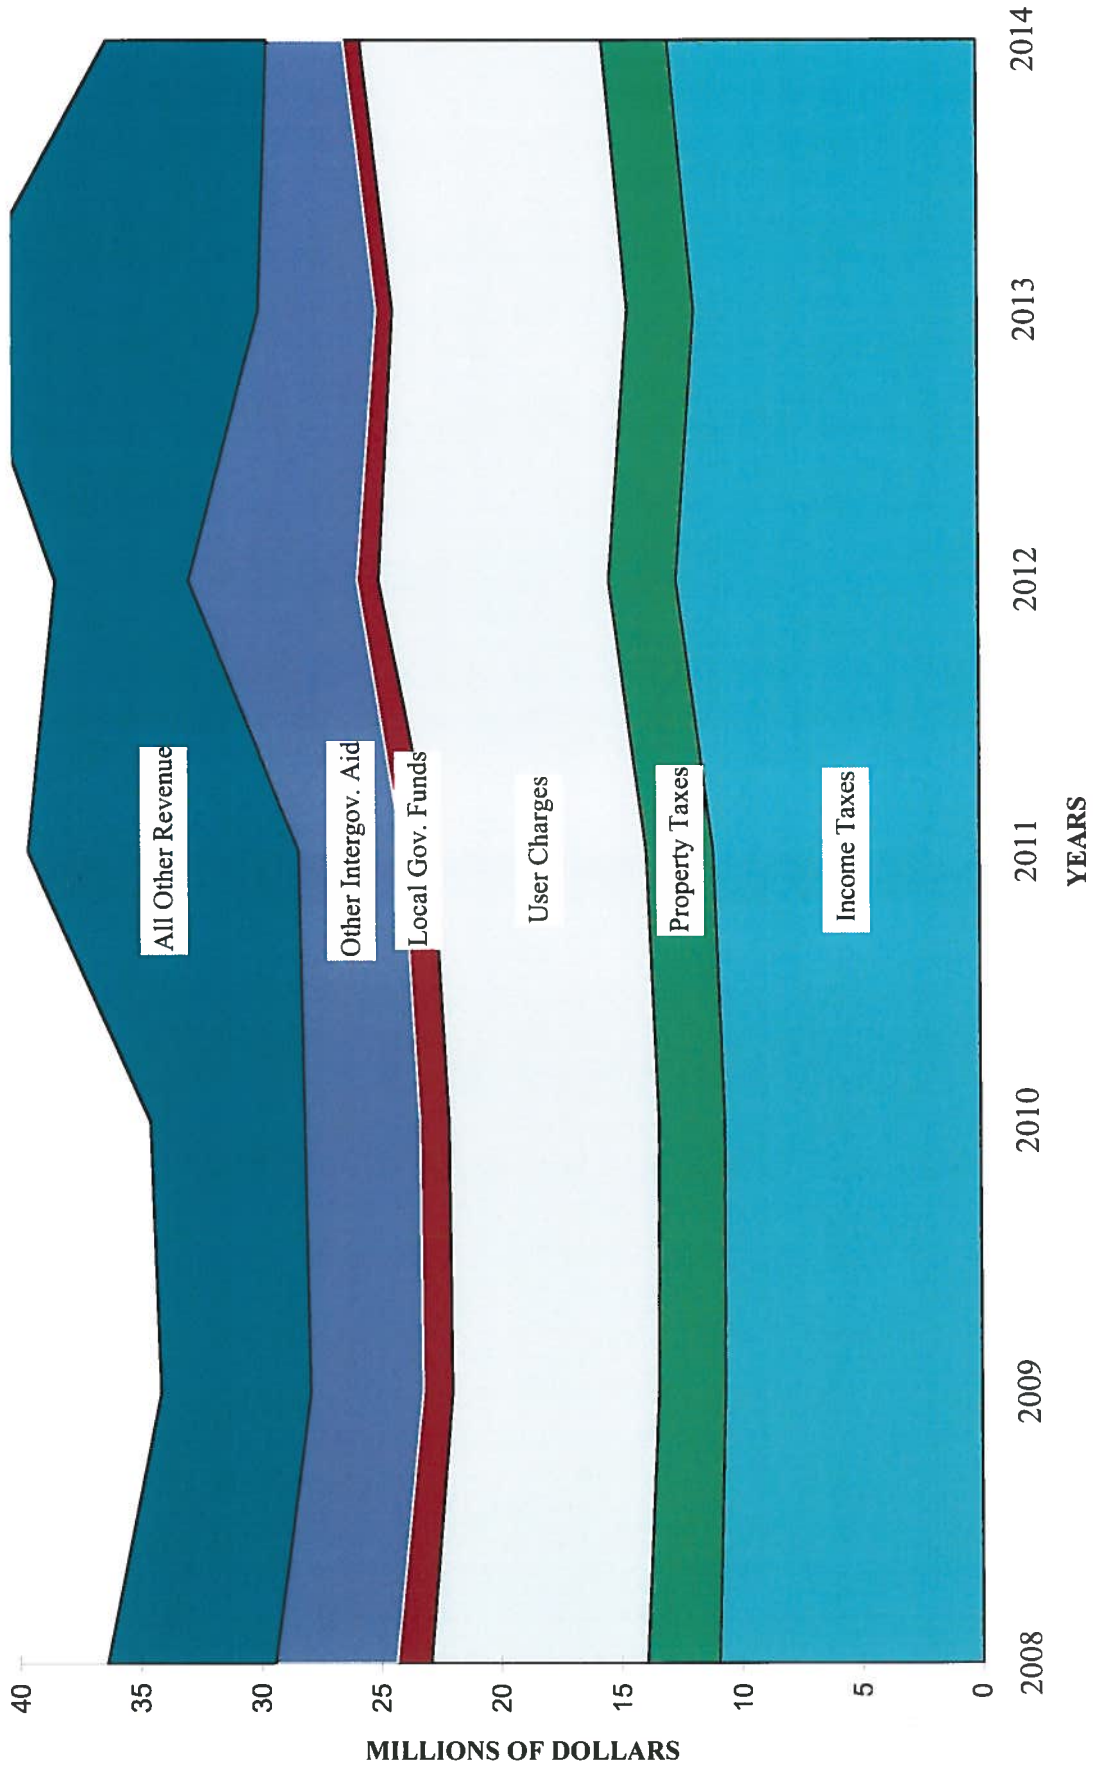 MILLIONS OF DOLLARS
40
35
30
25
20
15
10
5
0
All Other Revenue
Other Intergov. Aid
Local Gov. Funds
User Charges
Property Taxes
Income Taxes
2008
2009
2010
2011
2012
2013
2014
YEARS